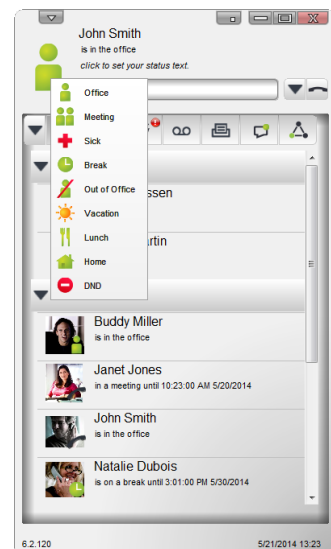 John Smith
is in the office
click to set your status text.
Office
Meeting
Sick
Break
Out of Office
Vacation
Lunch
Home
DND
ssen
rtin
Buddy Miller
is in the office
Janet Jones
in a meeting until 10:23:00 AM 5/20/2014
John Smith
is in the office
Natalie Dubois
is on a break until 3:01:00 PM 5/30/2014
6.2.120
5/21/2014 13:23